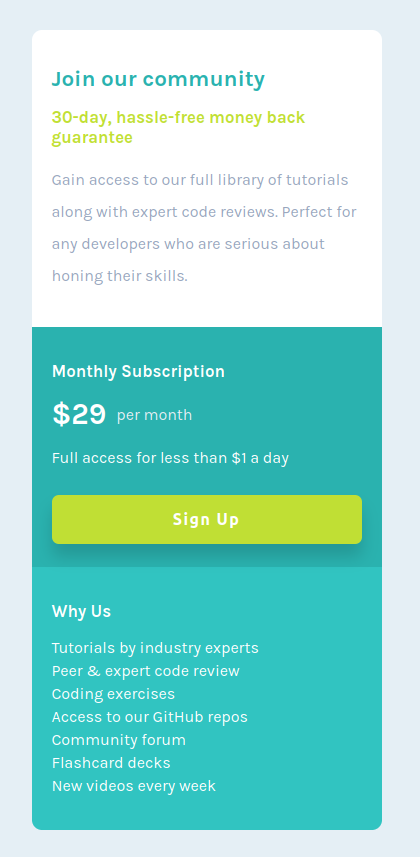 Join our community
30-day, hassle-free money back
guarantee
Gain access to our full library of tutorials
along with expert code reviews. Perfect for
any developers who are serious about
honing their skills.
Monthly Subscription
$29 per month
Full access for less than $1 a day
Sign Up
Why Us
Tutorials by industry experts
Peer & expert code review
Coding exercises
Access to our GitHub repos
Community forum
Flashcard decks
New videos every week